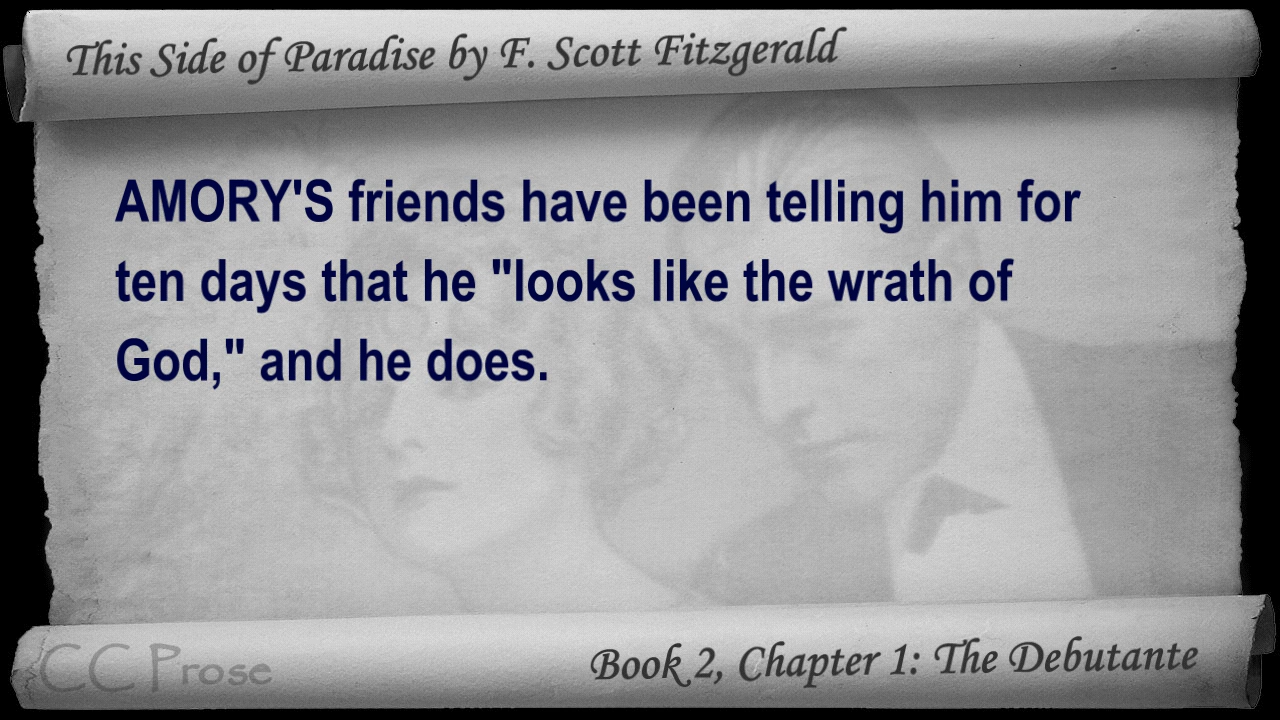 This Side of Paradise by F. Scott Fitzgerald
AMORY'S friends have been telling him for
ten days that he "looks like the wrath of
God," and he does.
CC Prose
Book 2, Chapter 1: The Debutante